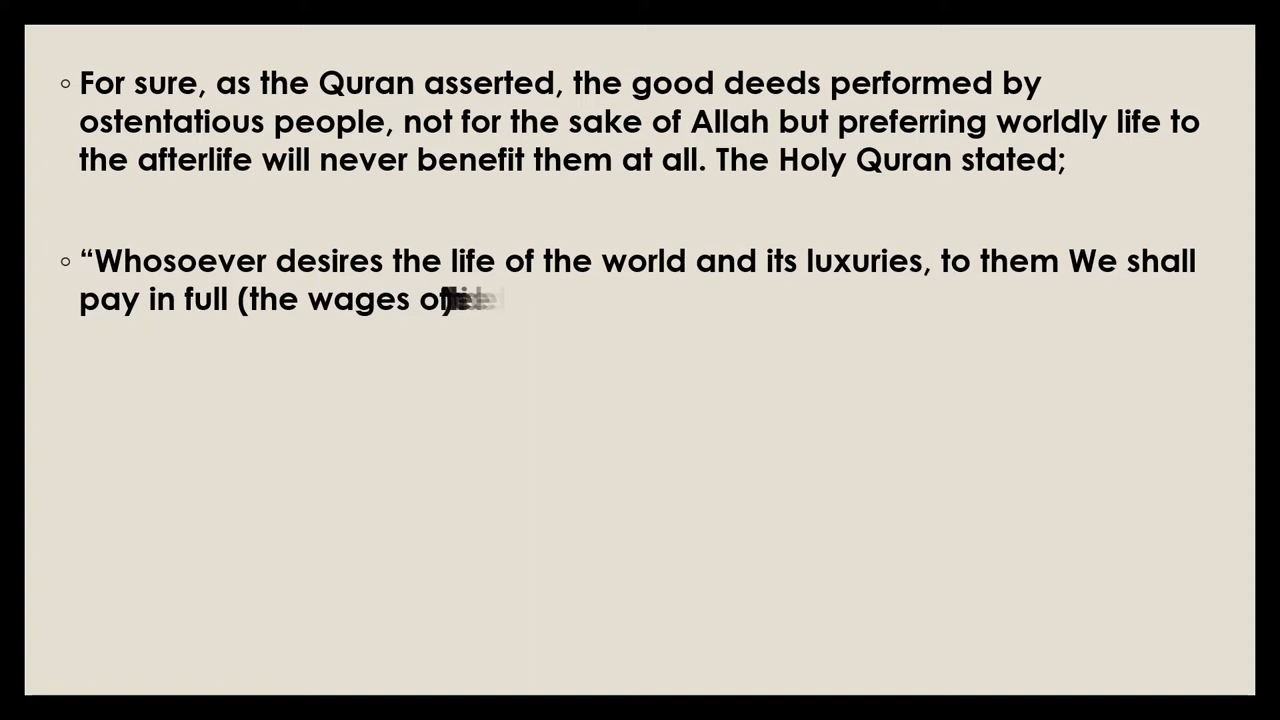 ◦ For sure, as the Quran asserted, the good deeds performed by
ostentatious people, not for the sake of Allah but preferring worldly life to
the afterlife will never benefit them at all. The Holy Quran stated;
◦ “Whosoever desires the life of the world and its luxuries, to them We shall
pay in full (the wages of